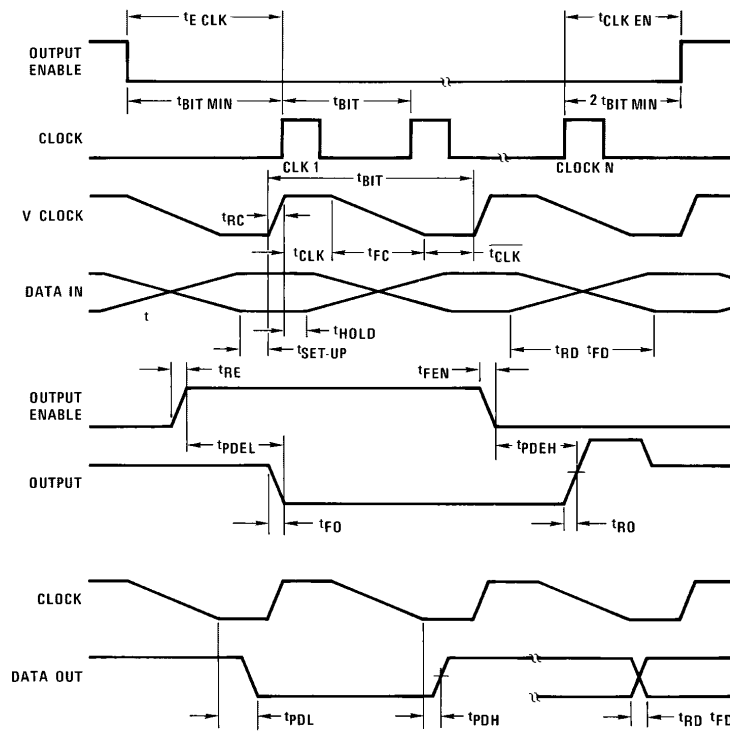 tE CLK tCLK EN
OUTPUT
ENABLE
tBIT MIN tBIT 2 tBIT MIN
CLOCK
CLK 1 CLOCK N
tBIT
V CLOCK tRC
tCLK tFC CLK
DATA IN
t
tHOLD
tSET-UP tRD tFD
tRE tFEN
OUTPUT
ENABLE
tPDEL tPDEH
OUTPUT
tFO tRO
CLOCK
DATA OUT
tPDL tPDH tRD tFD